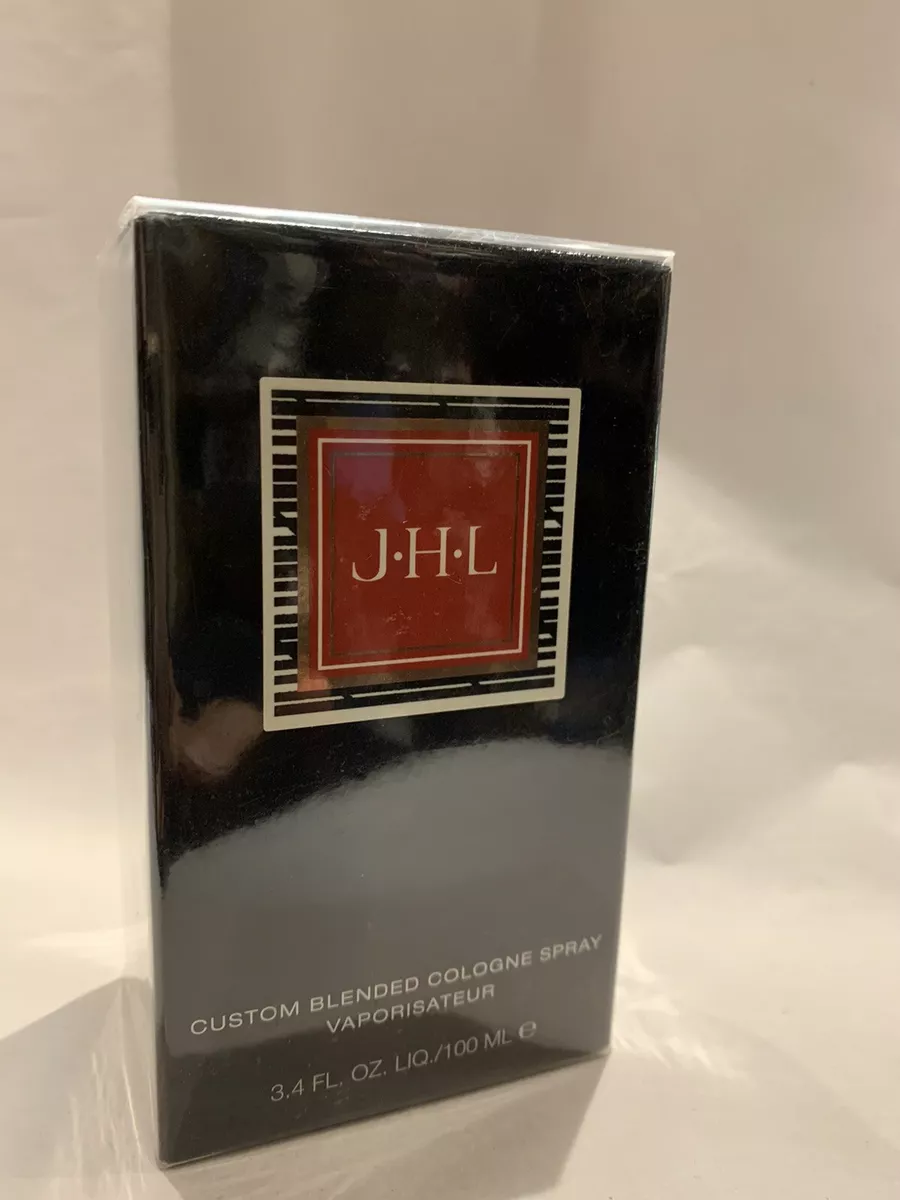 J·H·L
CUSTOM BLENDED COLOGNE SPRAY
VAPORISATEUR
3.4 FL. OZ. LIQ./100 ML ℮